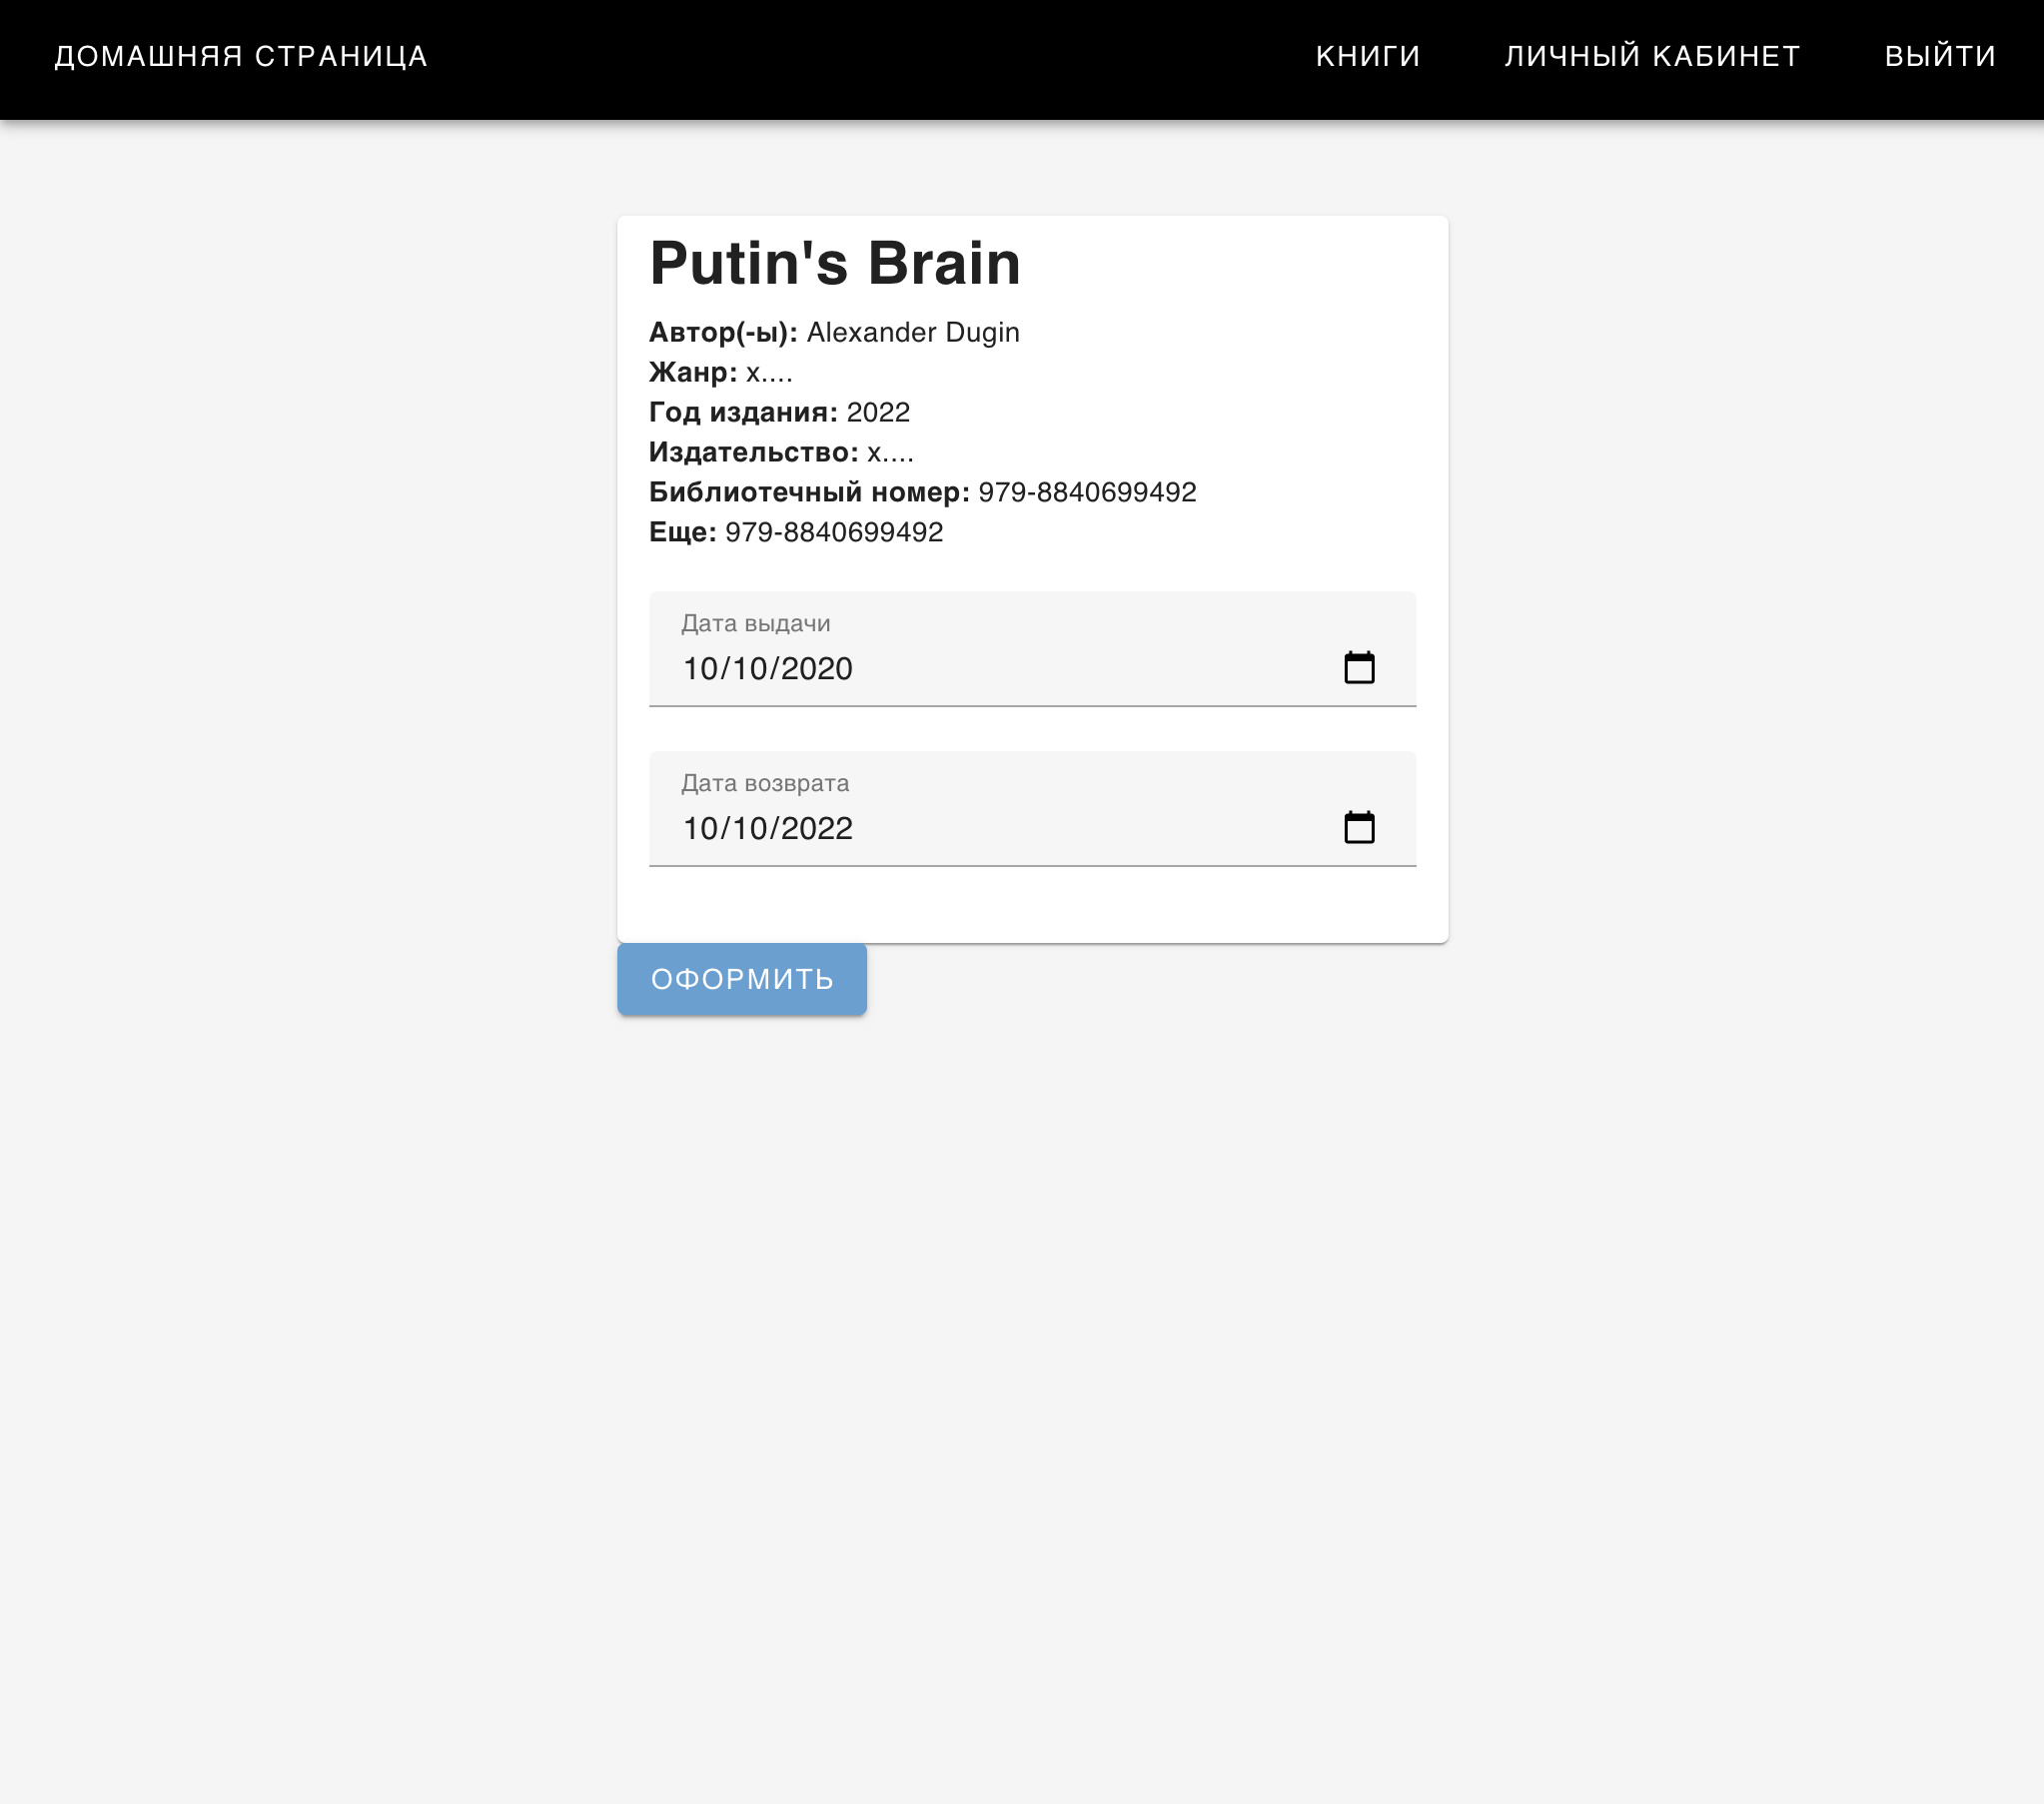 ДОМАШНЯЯ СТРАНИЦА КНИГИ ЛИЧНЫЙ КАБИНЕТ ВЫЙТИ
Putin's Brain
Автор(-ы): Alexander Dugin
Жанр: x....
Год издания: 2022
Издательство: x....
Библиотечный номер: 979-8840699492
Еще: 979-8840699492
Дата выдачи
10/10/2020
Дата возврата
10/10/2022
ОФОРМИТЬ